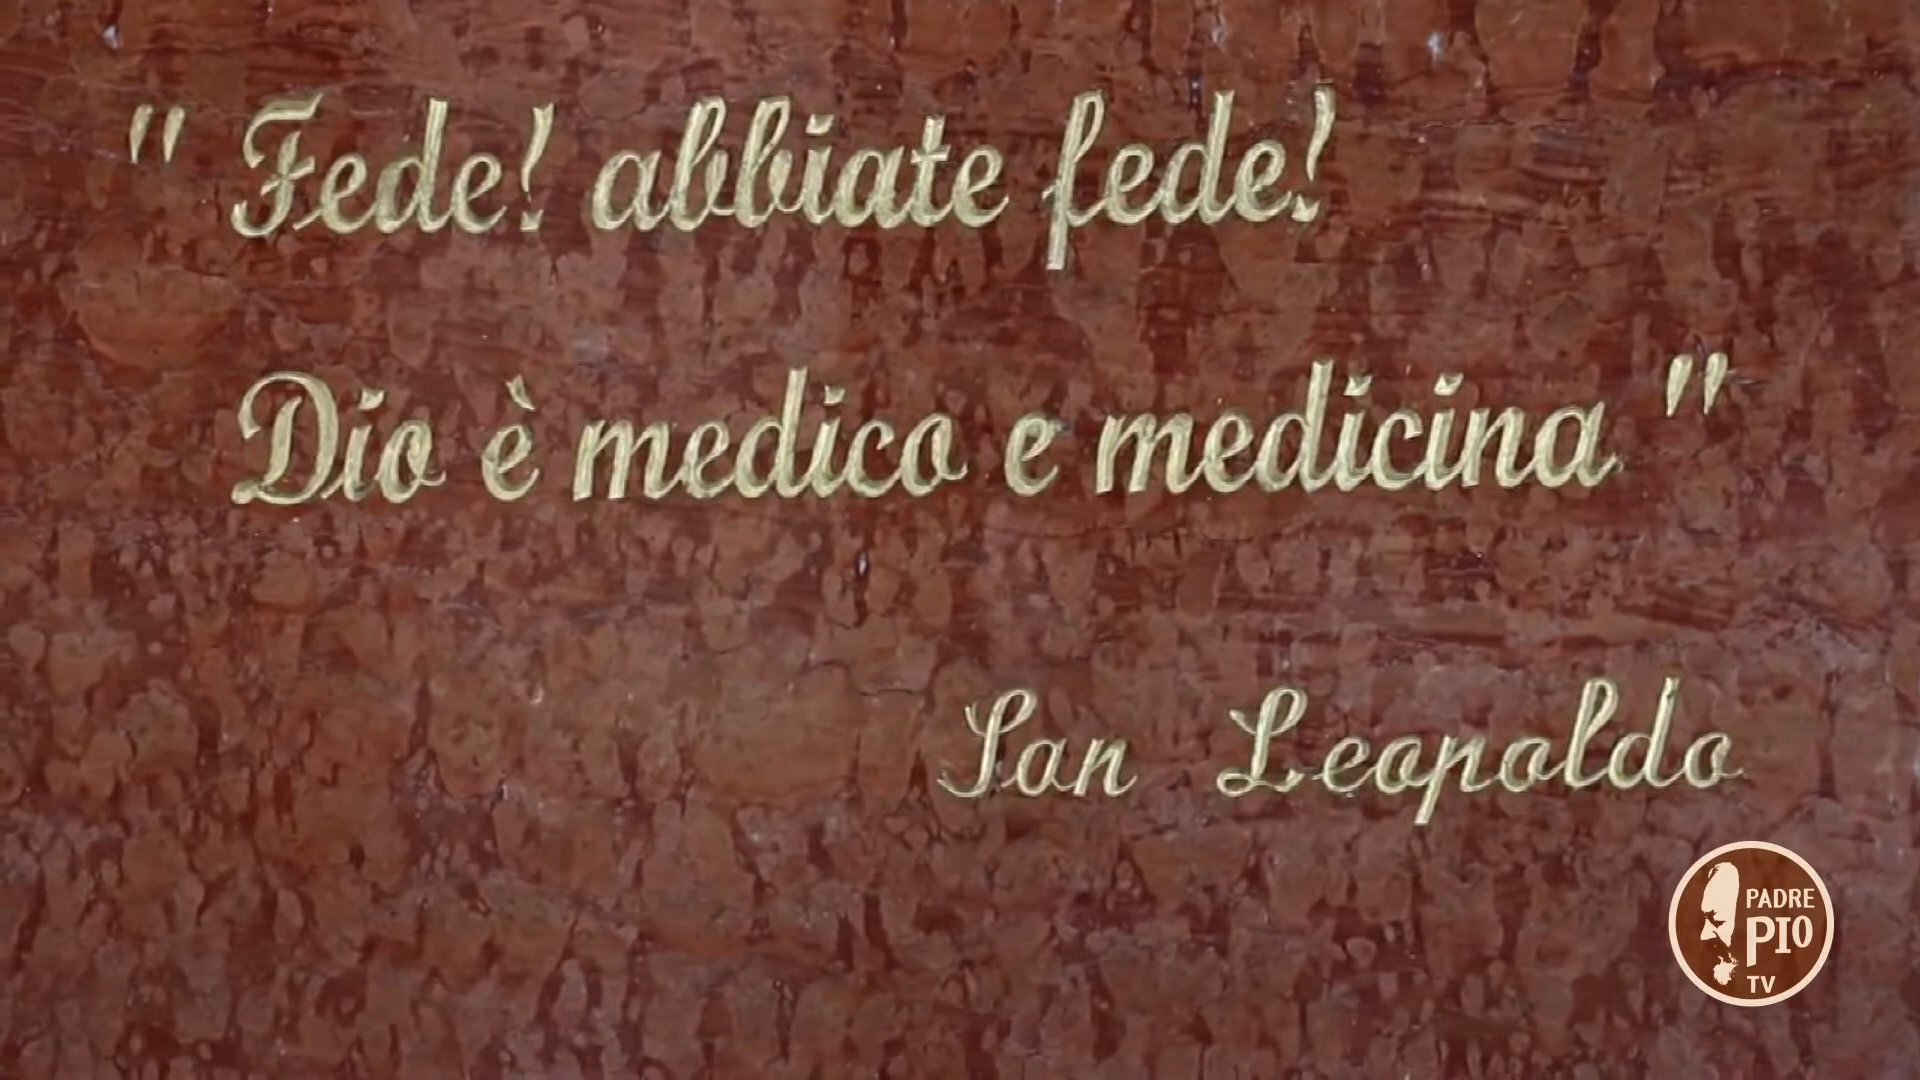 " Fede! abbiate fede!
Dio è medico e medicina "
San Leopoldo
PADRE
PIO
TV